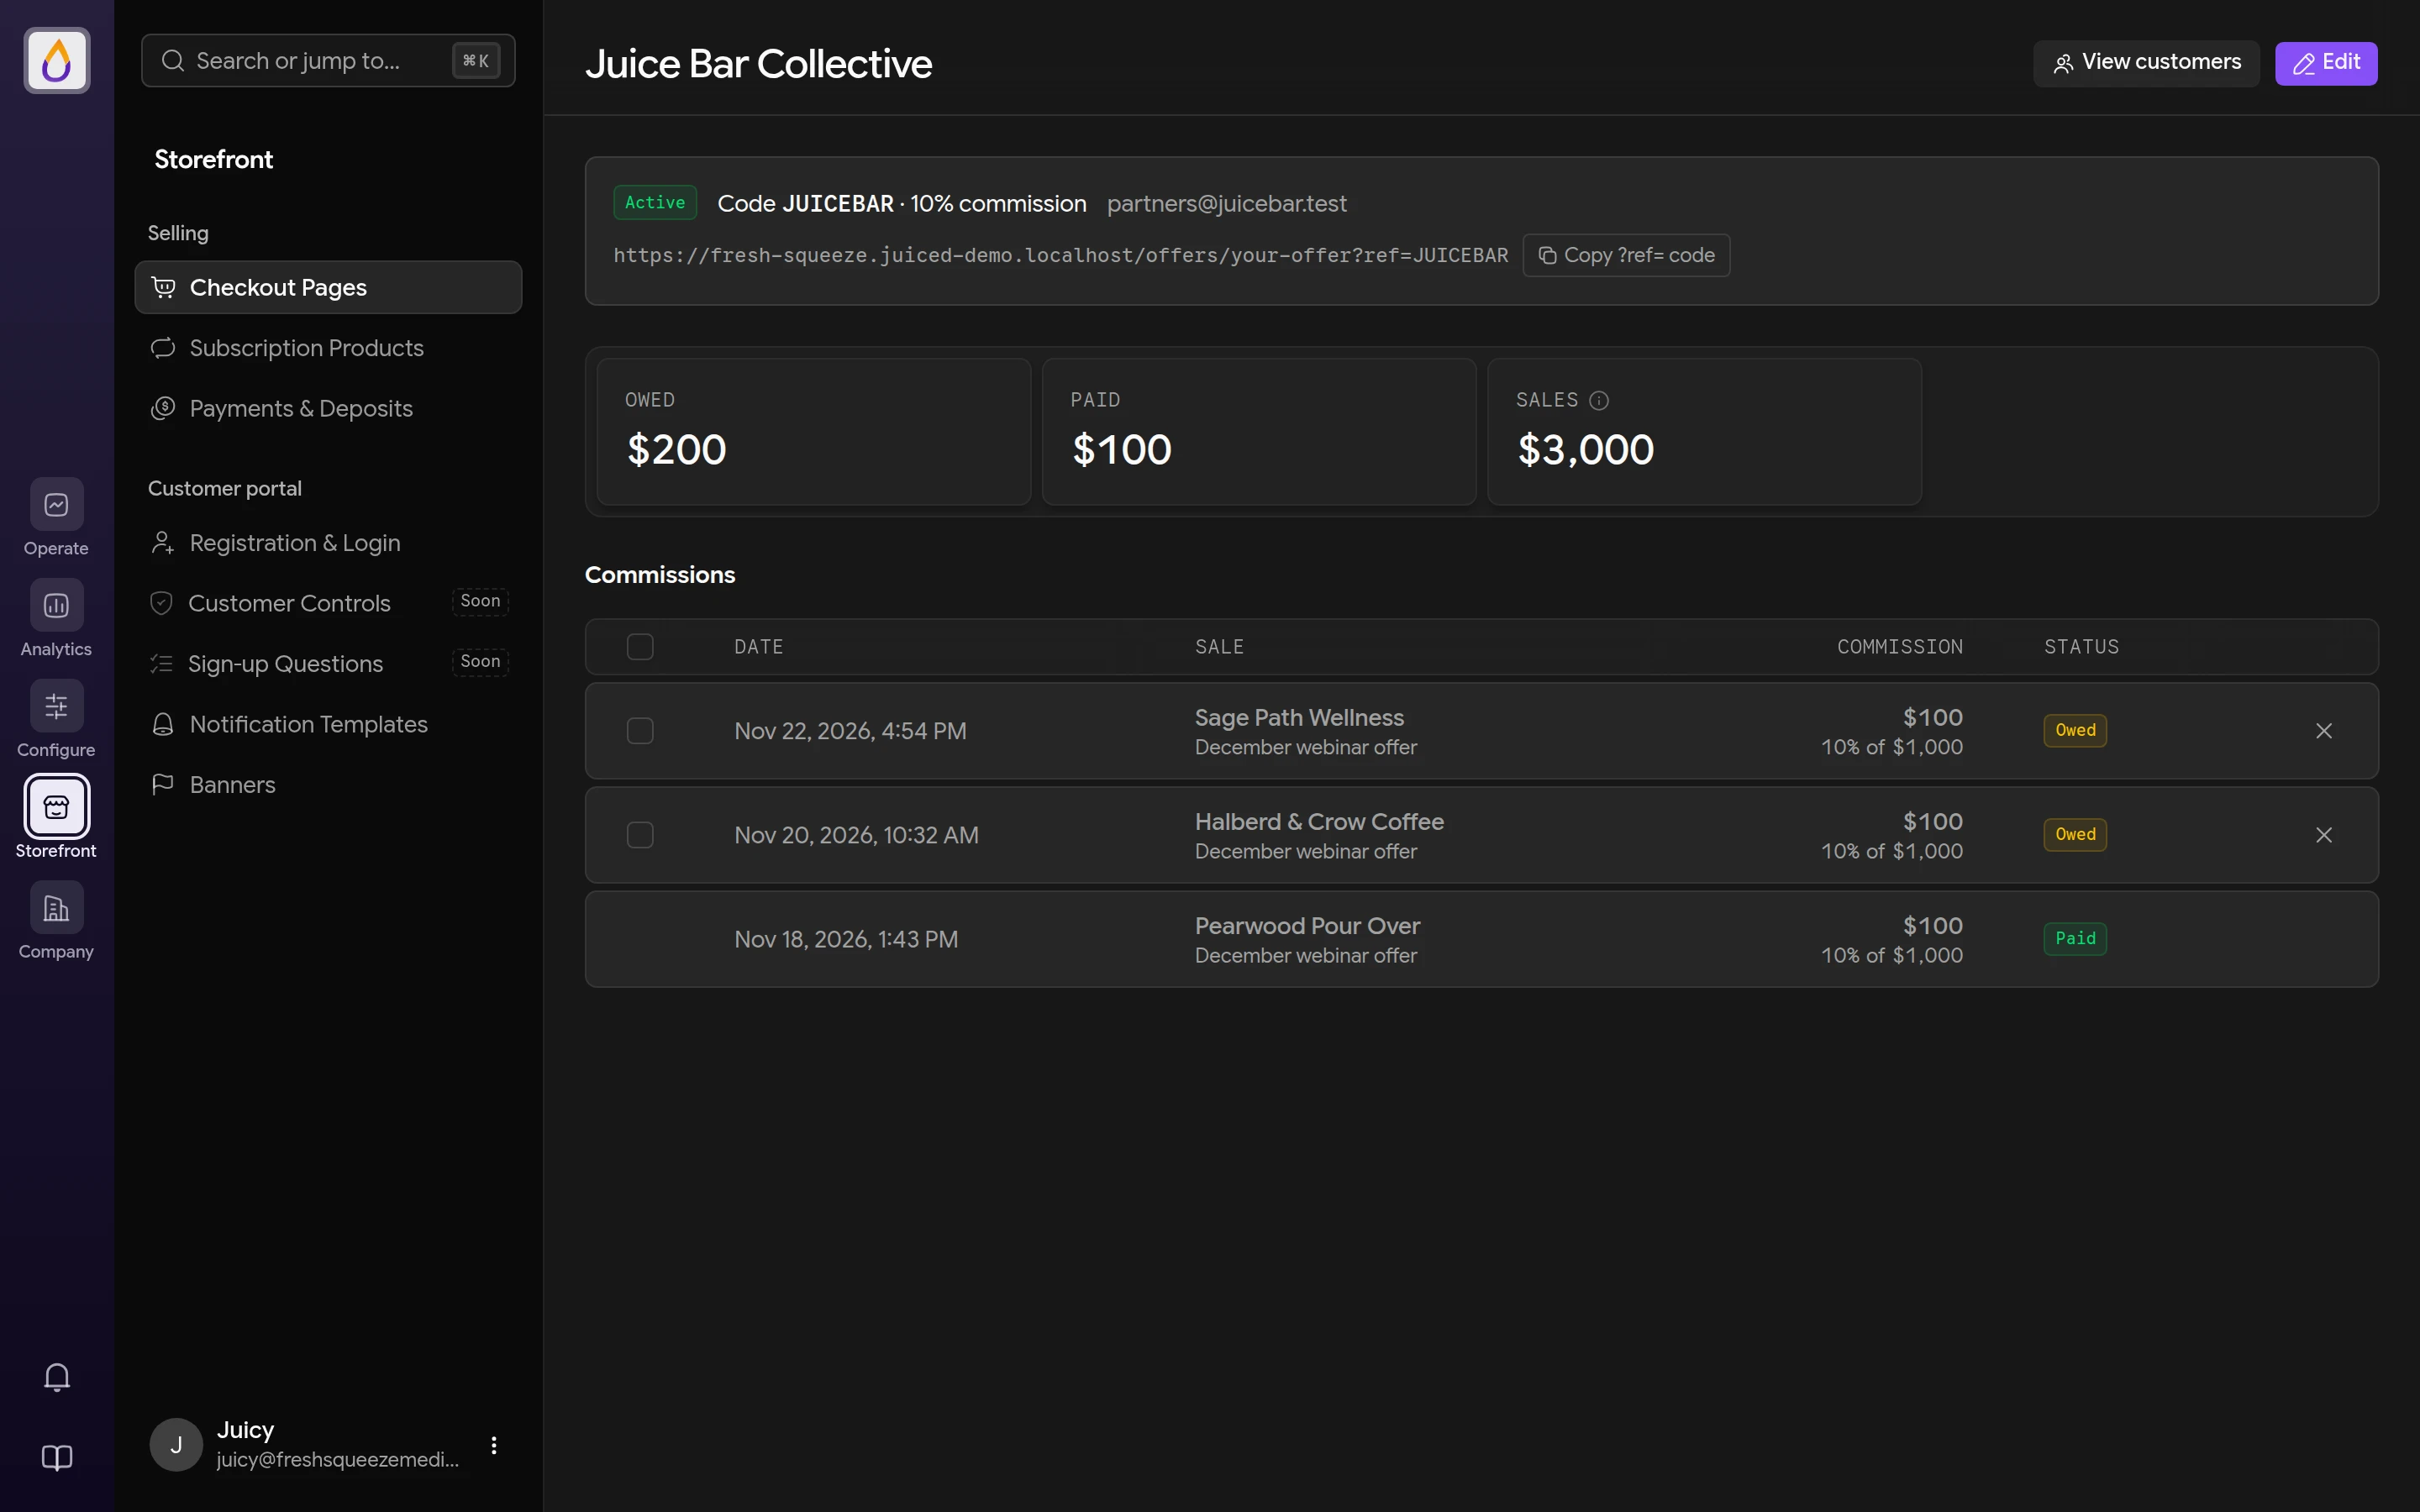 Search or jump to...
⌘K
Storefront
Selling
Checkout Pages
Subscription Products
Payments & Deposits
Customer portal
Registration & Login
Customer Controls
Soon
Sign-up Questions
Soon
Notification Templates
Banners
Operate
Analytics
Configure
Storefront
Company
J
Juicy
juicy@freshsqueezemedi...
Juice Bar Collective
View customers
Edit
Active
Code JUICEBAR · 10% commission
partners@juicebar.test
https://fresh-squeeze.juiced-demo.localhost/offers/your-offer?ref=JUICEBAR
Copy ?ref= code
OWED
$200
PAID
$100
SALES
$3,000
Commissions
DATE
SALE
COMMISSION
STATUS
Nov 22, 2026, 4:54 PM
Sage Path Wellness
December webinar offer
$100
10% of $1,000
Owed
Nov 20, 2026, 10:32 AM
Halberd & Crow Coffee
December webinar offer
$100
10% of $1,000
Owed
Nov 18, 2026, 1:43 PM
Pearwood Pour Over
December webinar offer
$100
10% of $1,000
Paid